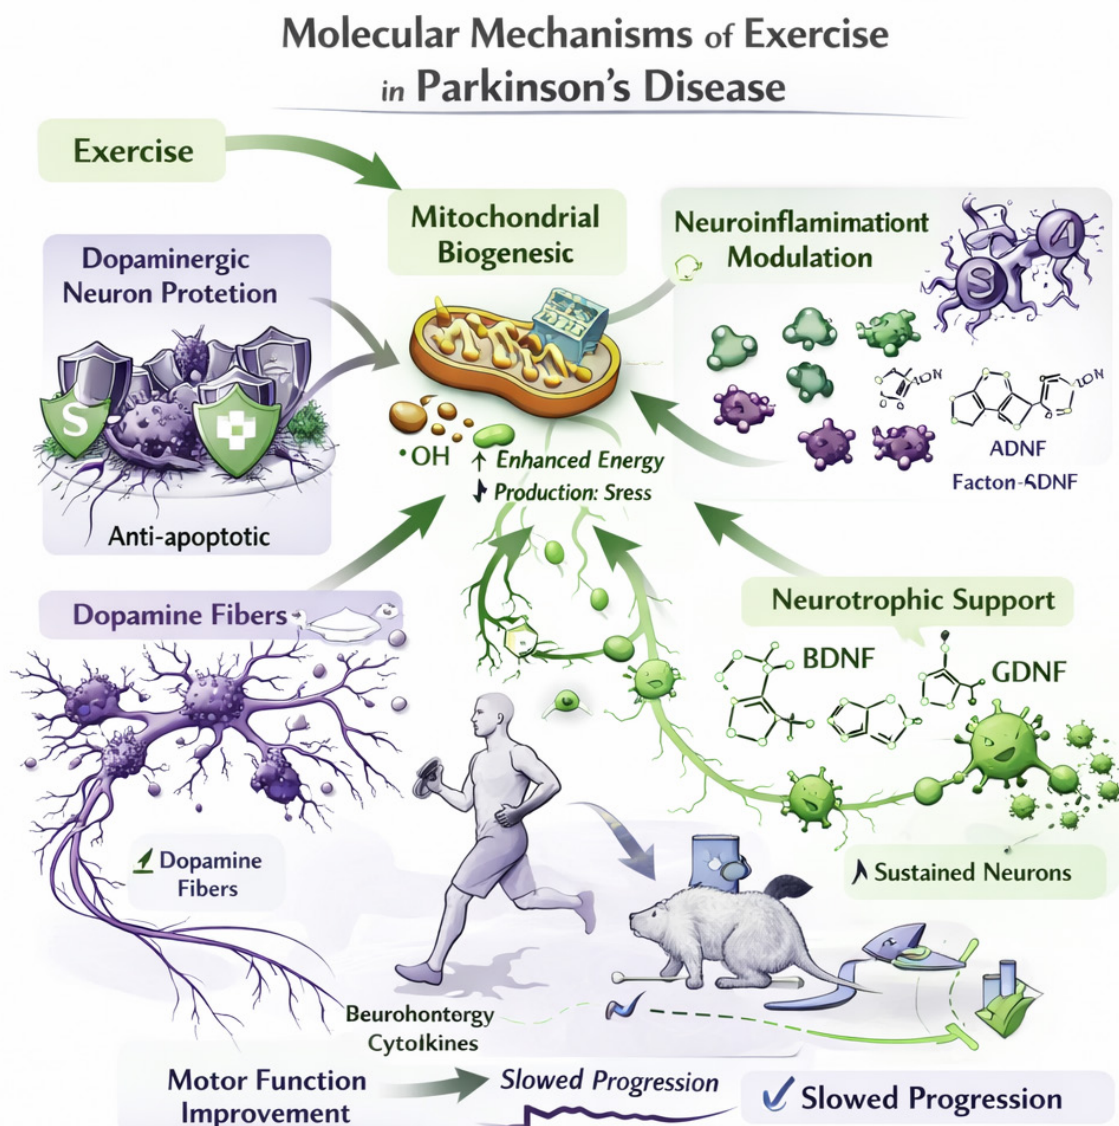 Molecular Mechanisms of Exercise
in Parkinson's Disease
Exercise
Mitochondrial
Biogenesic
Neuroinflamimationt
Modulation
Dopaminergic
Neuron Protetion
A
S
S
•OH
↑ Enhanced Energy
Production: Sress
ADNF
Anti-apoptotic
Dopamine Fibers
Neurotrophic Support
BDNF
GDNF
Dopamine
Fibers
Sustained Neurons
Beurohontergy
Cytolkines
Motor Function
Improvement
Slowed Progression
Slowed Progression